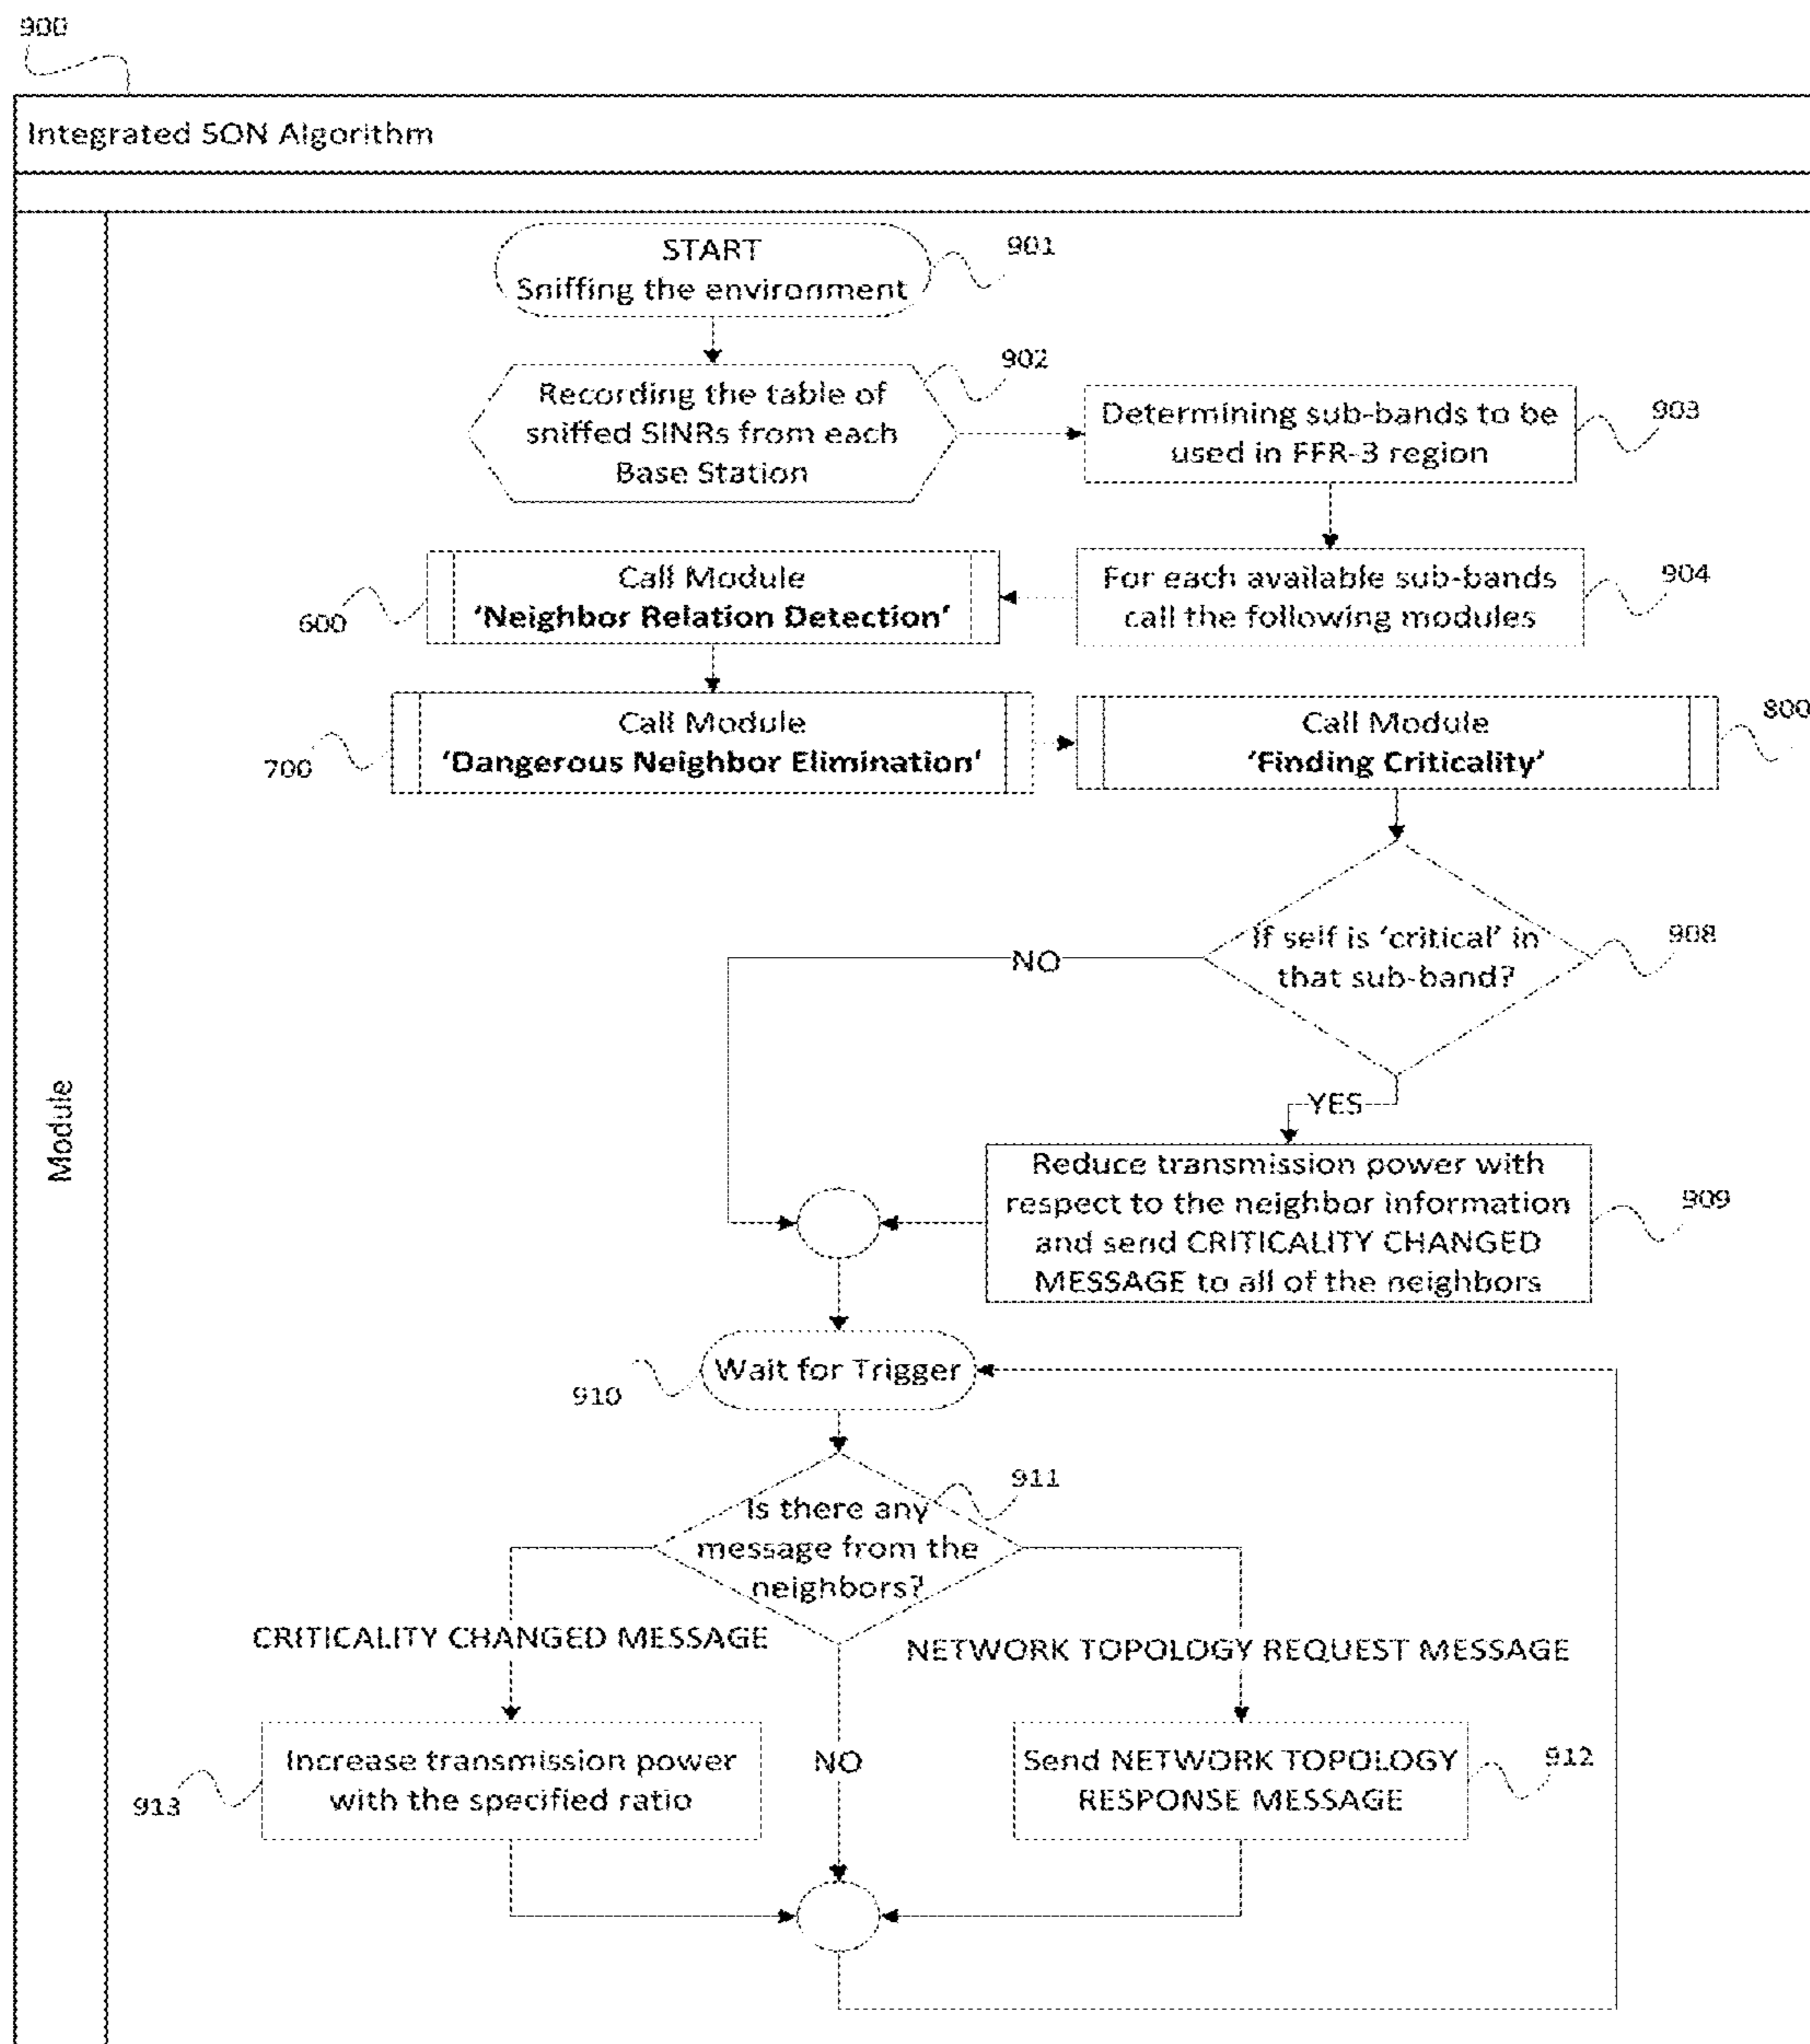 900
Integrated SON Algorithm
Module
START
Sniffing the environment
901
Recording the table of
sniffed SINRs from each
Base Station
902
Determining sub-bands to be
used in FFR-3 region
903
For each available sub-bands
call the following modules
904
Call Module
'Neighbor Relation Detection'
600
Call Module
'Dangerous Neighbor Elimination'
700
Call Module
'Finding Criticality'
800
If self is 'critical' in
that sub-band?
908
NO
YES
Reduce transmission power with
respect to the neighbor information
and send CRITICALITY CHANGED
MESSAGE to all of the neighbors
909
Wait for Trigger
910
Is there any
message from the
neighbors?
911
CRITICALITY CHANGED MESSAGE
NETWORK TOPOLOGY REQUEST MESSAGE
Increase transmission power
with the specified ratio
913
NO
Send NETWORK TOPOLOGY
RESPONSE MESSAGE
912